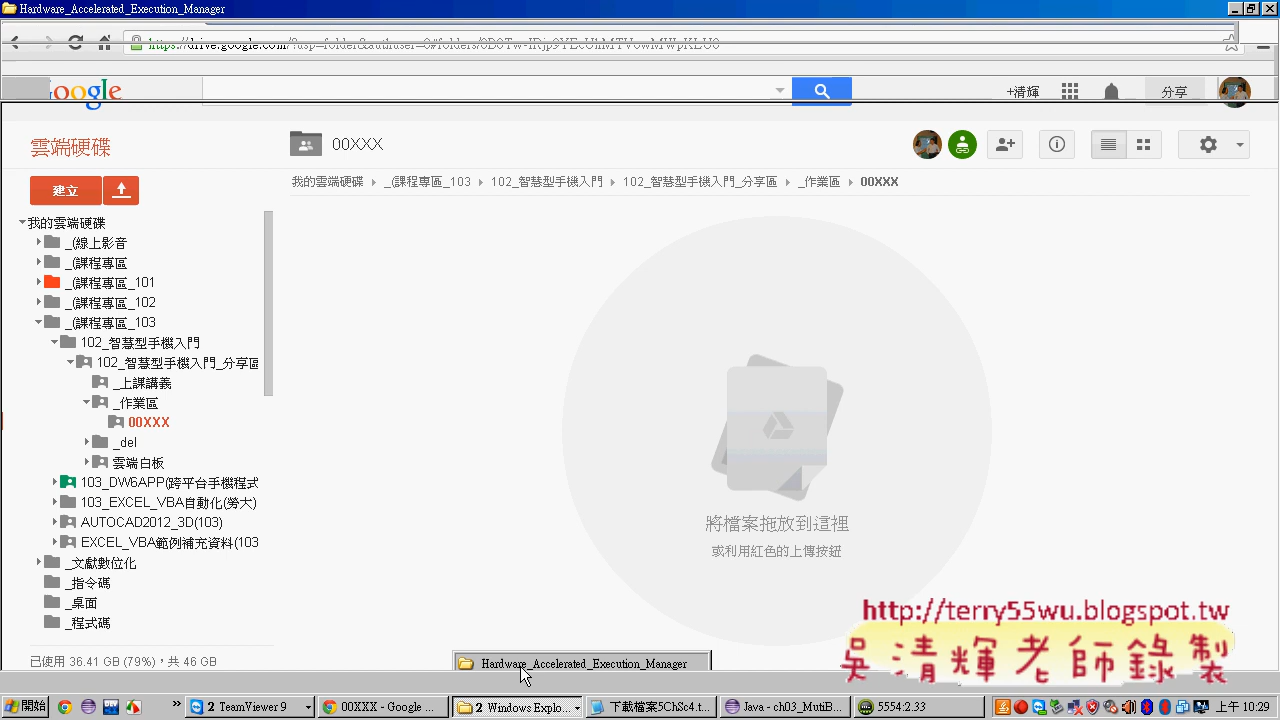 Hardware_Accelerated_Execution_Manager
Google
+清輝
分享
雲端硬碟
00XXX
我的雲端硬碟
_(課程專區_103
102_智慧型手機入門
102_智慧型手機入門_分享區
_作業區
00XXX
建立
我的雲端硬碟
_(線上影音
_(課程專區
_(課程專區_101
_(課程專區_102
_(課程專區_103
102_智慧型手機入門
102_智慧型手機入門_分享區
_上課講義
_作業區
00XXX
_del
雲端白板
103_DW6APP(跨平台手機程式
103_EXCEL_VBA自動化(勞大)
AUTOCAD2012_3D(103)
EXCEL_VBA範例補充資料(103
_文獻數位化
_指令碼
_桌面
_程式碼
將檔案拖放到這裡
或利用紅色的上傳按鈕
已使用 36.41 GB (79%)，共 46 GB
http://terry55wu.blogspot.tw
吳清輝老師錄製
Hardware_Accelerated_Execution_Manager
開始
2 TeamViewer 9
00XXX - Google ...
2 Windows Explo...
下載檔案5ChSc4.t...
Java - ch03_MutiB...
5554:2.33
上午 10:29